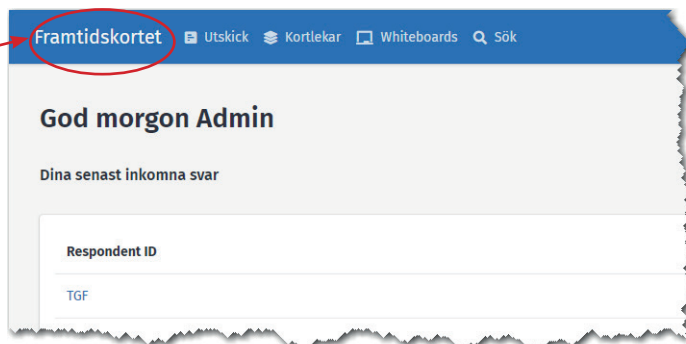 Framtidskortet Utskick Kortlekar Whiteboards Sök
God morgon Admin
Dina senast inkomna svar
Respondent ID
TGF